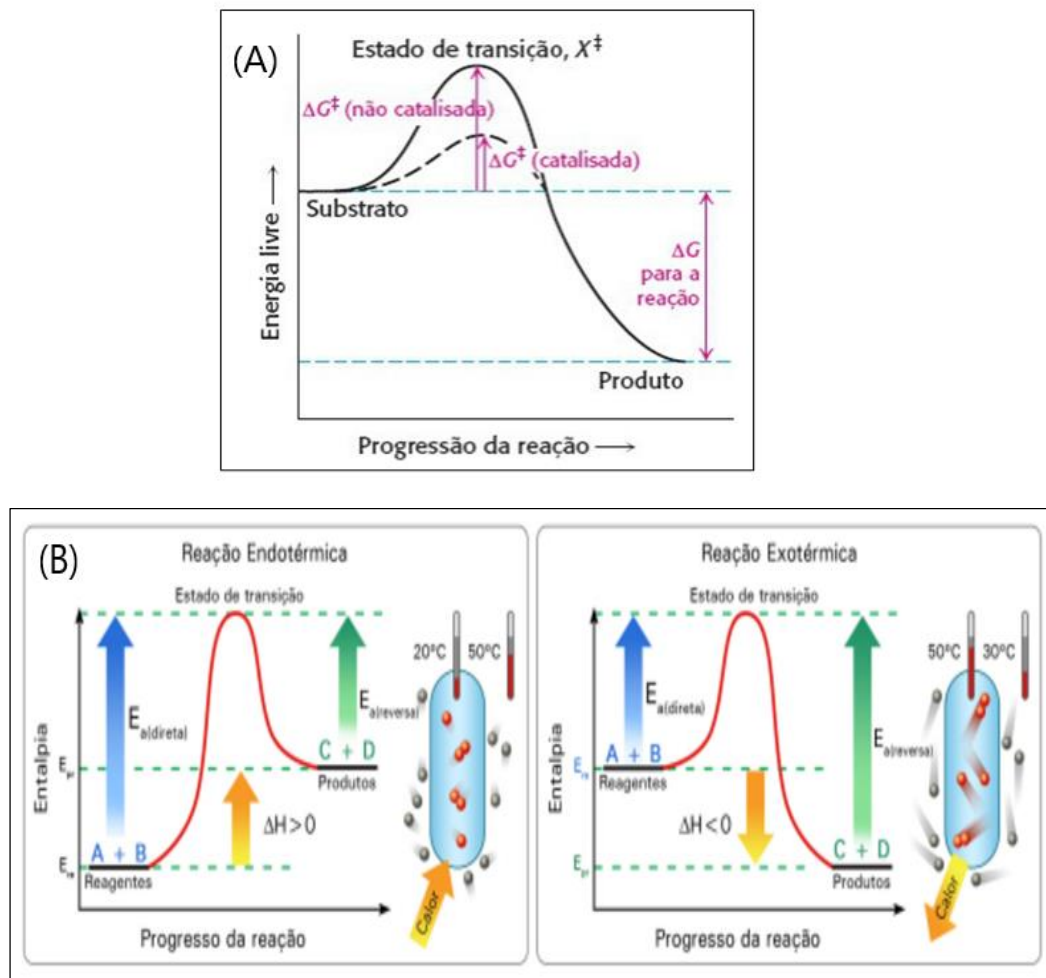 (A)
Estado de transição, X‡
ΔG‡ (não catalisada)
ΔG‡ (catalisada)
Substrato
ΔG
para a
reação
Produto
Energia livre
Progressão da reação
(B)
Reação Endotérmica
Estado de transição
20ºC 50ºC
Ea(direta)
Ea(reversa)
C + D
Produtos
ΔH > 0
A + B
Reagentes
Calor
Entalpia
Progresso da reação
Reação Exotérmica
Estado de transição
50ºC 30ºC
Ea(direta)
A + B
Reagentes
Ea(reversa)
ΔH < 0
C + D
Produtos
Calor
Entalpia
Progresso da reação